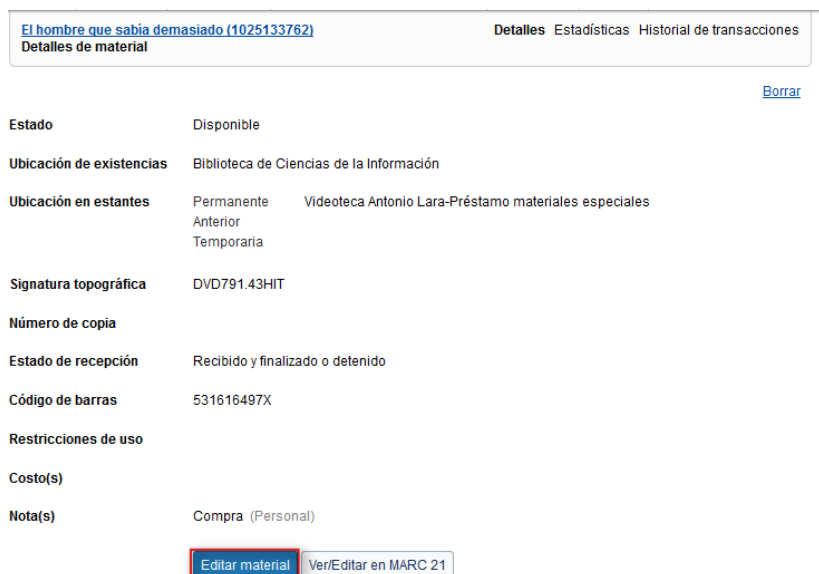 El hombre que sabía demasiado (1025133762) Detalles Estadísticas Historial de transacciones
Detalles de material
Borrar
Estado Disponible
Ubicación de existencias Biblioteca de Ciencias de la Información
Ubicación en estantes Permanente Videoteca Antonio Lara-Préstamo materiales especiales
Anterior
Temporaria
Signatura topográfica DVD791.43HIT
Número de copia
Estado de recepción Recibido y finalizado o detenido
Código de barras 531616497X
Restricciones de uso
Costo(s)
Nota(s) Compra (Personal)
Editar material Ver/Editar en MARC 21